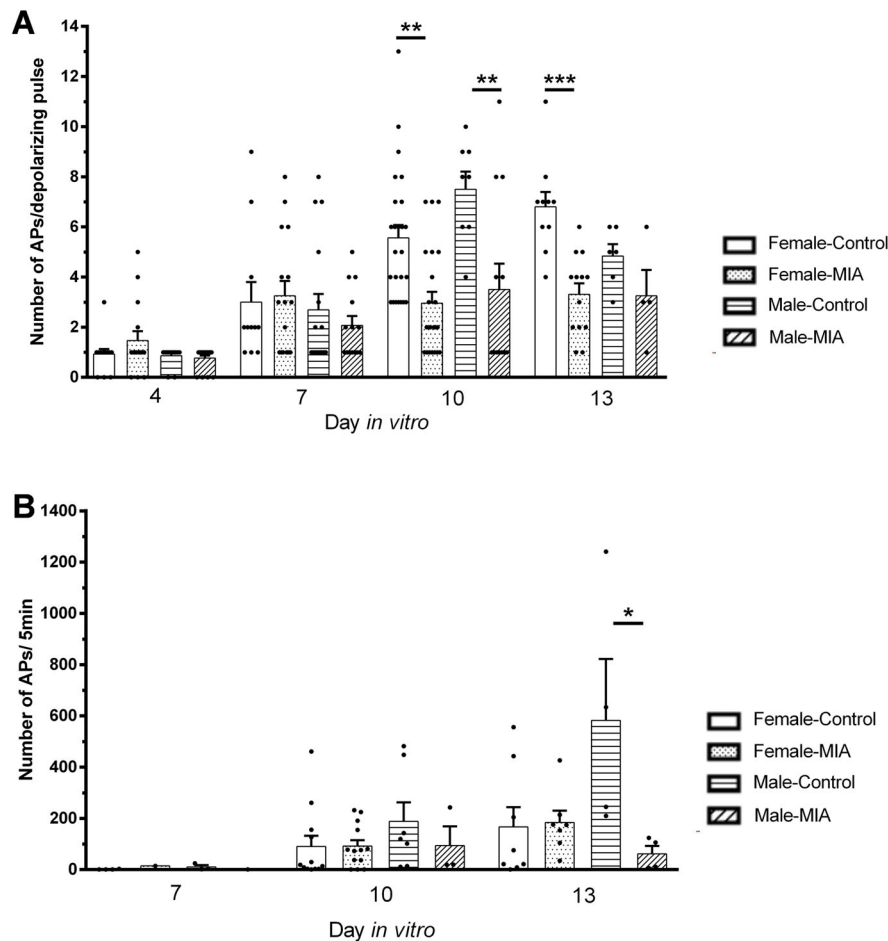 A
Number of APs/depolarizing pulse
14
12
10
8
6
4
2
0
**
**
***
4
7
10
13
Day in vitro
Female-Control
Female-MIA
Male-Control
Male-MIA
B
Number of APs/ 5min
1400
1200
1000
800
600
400
200
0
*
7
10
13
Day in vitro
Female-Control
Female-MIA
Male-Control
Male-MIA